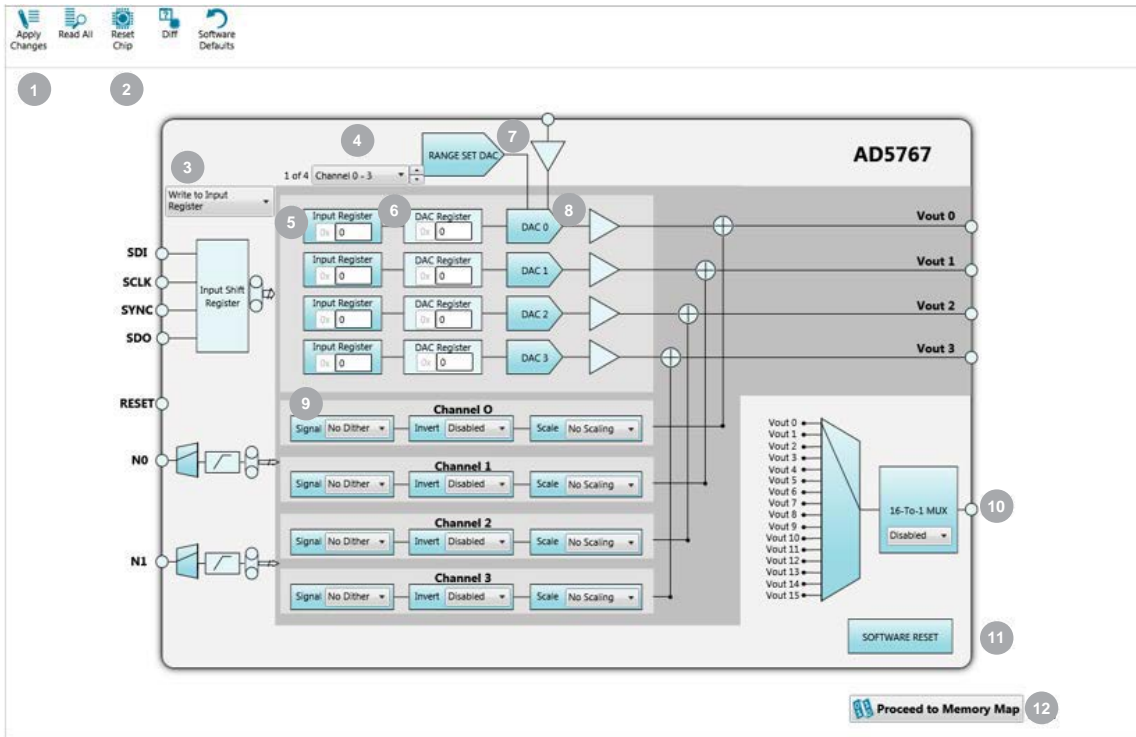 Apply Changes
Read All
Reset Chip
Diff
Software Defaults
1
2
3
4
7
RANGE SET DAC
AD5767
1 of 4 Channel 0 - 3
Write to Input
Register
5
Input Register
0x 0
6
DAC Register
0x 0
DAC 0
8
Vout 0
Input Register
0x 0
DAC Register
0x 0
DAC 1
Vout 1
Input Register
0x 0
DAC Register
0x 0
DAC 2
Vout 2
Input Register
0x 0
DAC Register
0x 0
DAC 3
Vout 3
SDI
SCLK
SYNC
SDO
Input Shift
Register
RESET
N0
N1
9
Channel O
Signal No Dither Invert Disabled Scale No Scaling
Channel 1
Signal No Dither Invert Disabled Scale No Scaling
Channel 2
Signal No Dither Invert Disabled Scale No Scaling
Channel 3
Signal No Dither Invert Disabled Scale No Scaling
Vout 0
Vout 1
Vout 2
Vout 3
Vout 4
Vout 5
Vout 6
Vout 7
Vout 8
Vout 9
Vout 10
Vout 11
Vout 12
Vout 13
Vout 14
Vout 15
16-To-1 MUX
Disabled
10
SOFTWARE RESET
11
Proceed to Memory Map
12